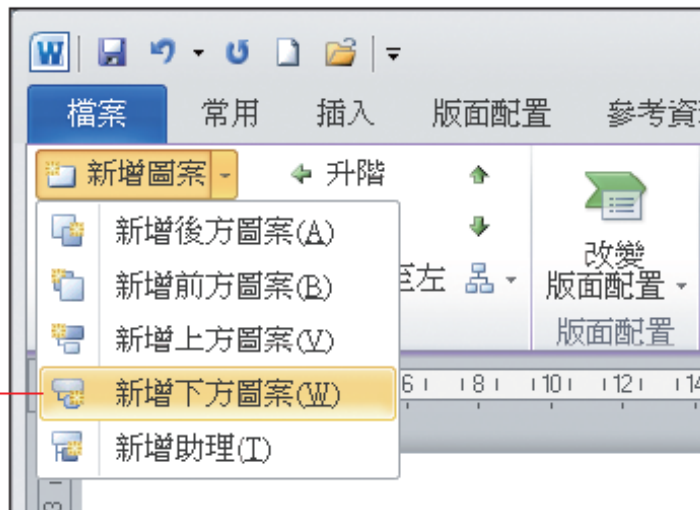 W
檔案 常用 插入 版面配置 參考資
新增圖案 升階
新增後方圖案(A)
新增前方圖案(B)
至左
改變
版面配置
新增上方圖案(V)
版面配置
新增下方圖案(W)
6 8 10 12 14
新增助理(T)
3